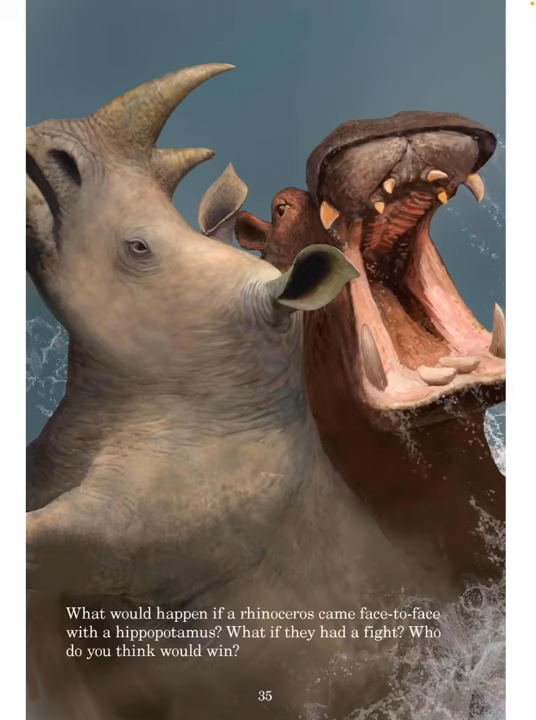 What would happen if a rhinoceros came face-to-face
with a hippopotamus? What if they had a fight? Who
do you think would win?
35